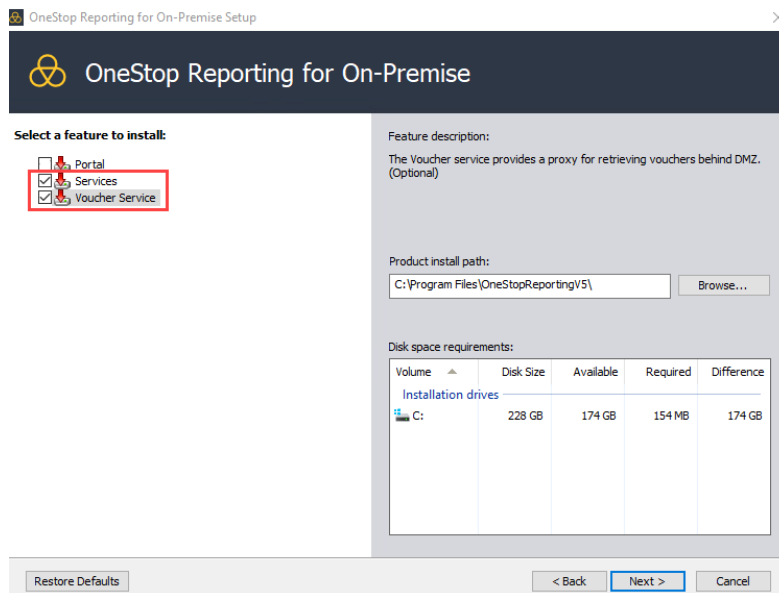 OneStop Reporting for On-Premise Setup
OneStop Reporting for On-Premise
Select a feature to install:
Portal
Services
Voucher Service
Feature description:
The Voucher service provides a proxy for retrieving vouchers behind DMZ.
(Optional)
Product install path:
C:\Program Files\OneStopReportingV5\
Browse...
Disk space requirements:
Volume Disk Size Available Required Difference
Installation drives
C: 228 GB 174 GB 154 MB 174 GB
Restore Defaults < Back Next > Cancel